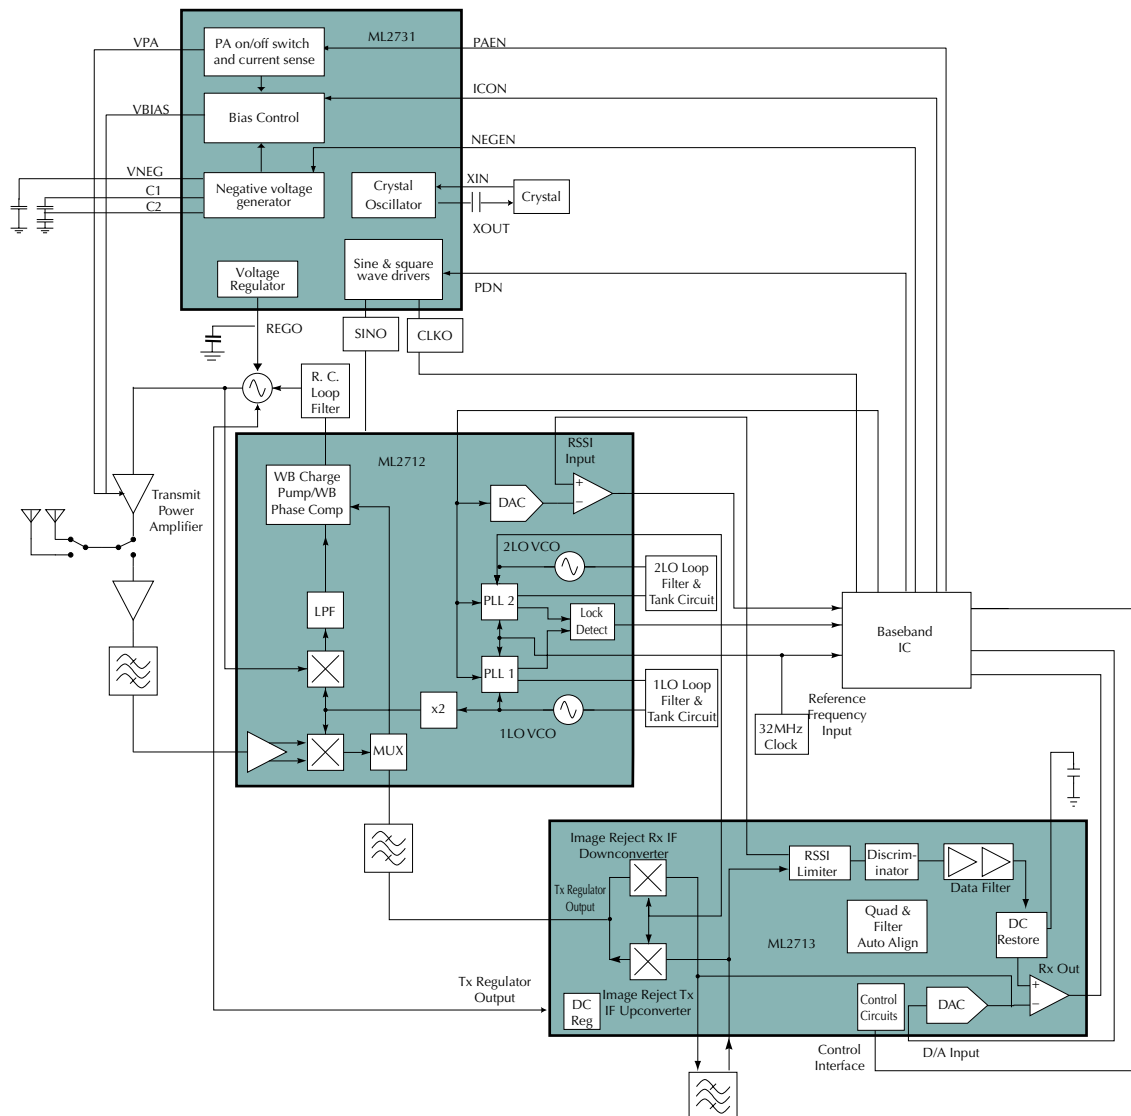 ML2731
VPA
PA on/off switch
and current sense
PAEN
ICON
VBIAS
Bias Control
NEGEN
VNEG
C1
C2
Negative voltage
generator
Crystal
Oscillator
XIN
Crystal
XOUT
Voltage
Regulator
Sine & square
wave drivers
PDN
REGO
SINO
CLKO
R. C.
Loop
Filter
ML2712
RSSI
Input
WB Charge
Pump/WB
Phase Comp
DAC
+
−
Transmit
Power
Amplifier
2LO VCO
2LO Loop
Filter &
Tank Circuit
PLL 2
LPF
Lock
Detect
Baseband
IC
PLL 1
1LO Loop
Filter &
Tank Circuit
x2
1LO VCO
Reference
Frequency
Input
32MHz
Clock
MUX
Image Reject Rx IF
Downconverter
RSSI
Limiter
Discrim-
inator
Data Filter
Tx Regulator
Output
Quad &
Filter
Auto Align
DC
Restore
ML2713
Rx Out
+
−
Tx Regulator
Output
DC
Reg
Image Reject Tx
IF Upconverter
Control
Circuits
DAC
Control
Interface
D/A Input